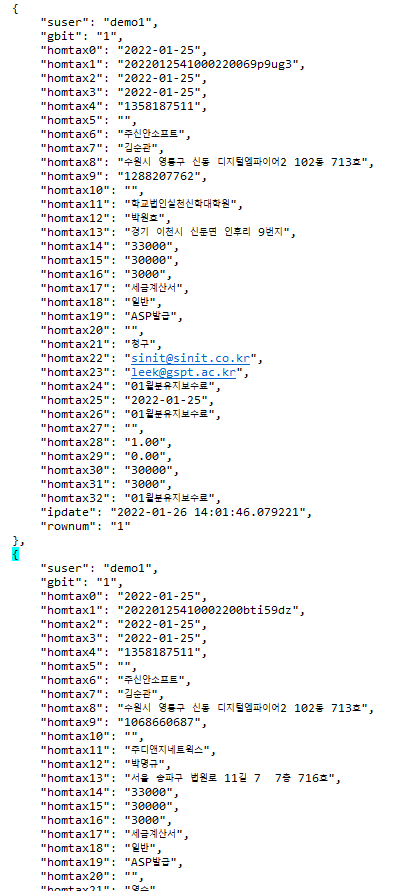 {
"suser": "demo1",
"gbit": "1",
"homtax0": "2022-01-25",
"homtax1": "2022012541000220069p9ug3",
"homtax2": "2022-01-25",
"homtax3": "2022-01-25",
"homtax4": "1358187511",
"homtax5": "",
"homtax6": "주신안소프트",
"homtax7": "김순관",
"homtax8": "수원시 영통구 신동 디지털엠파이어2 102동 713호",
"homtax9": "1288207762",
"homtax10": "",
"homtax11": "학교법인실천신학대학원",
"homtax12": "박원호",
"homtax13": "경기 이천시 신둔면 인후리 9번지",
"homtax14": "33000",
"homtax15": "30000",
"homtax16": "3000",
"homtax17": "세금계산서",
"homtax18": "일반",
"homtax19": "ASP발급",
"homtax20": "",
"homtax21": "청구",
"homtax22": "sinit@sinit.co.kr",
"homtax23": "leek@gspt.ac.kr",
"homtax24": "01월분유지보수료",
"homtax25": "2022-01-25",
"homtax26": "01월분유지보수료",
"homtax27": "",
"homtax28": "1.00",
"homtax29": "0.00",
"homtax30": "30000",
"homtax31": "3000",
"homtax32": "01월분유지보수료",
"ipdate": "2022-01-26 14:01:46.079221",
"rownum": "1"
},
{
"suser": "demo1",
"gbit": "1",
"homtax0": "2022-01-25",
"homtax1": "20220125410002200bti59dz",
"homtax2": "2022-01-25",
"homtax3": "2022-01-25",
"homtax4": "1358187511",
"homtax5": "",
"homtax6": "주신안소프트",
"homtax7": "김순관",
"homtax8": "수원시 영통구 신동 디지털엠파이어2 102동 713호",
"homtax9": "1068660687",
"homtax10": "",
"homtax11": "주디앤지네트웍스",
"homtax12": "박명규",
"homtax13": "서울 송파구 법원로 11길 7  7층 716호",
"homtax14": "33000",
"homtax15": "30000",
"homtax16": "3000",
"homtax17": "세금계산서",
"homtax18": "일반",
"homtax19": "ASP발급",
"homtax20": "",
"homtax21": "영수"